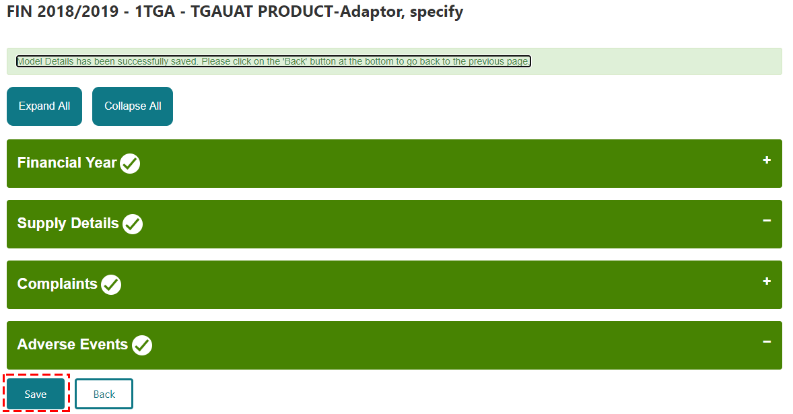 FIN 2018/2019 - 1TGA - TGAUAT PRODUCT-Adaptor, specify
Model Details has been successfully saved. Please click on the 'Back' button at the bottom to go back to the previous page.
Expand All Collapse All
Financial Year +
Supply Details −
Complaints +
Adverse Events −
Save Back